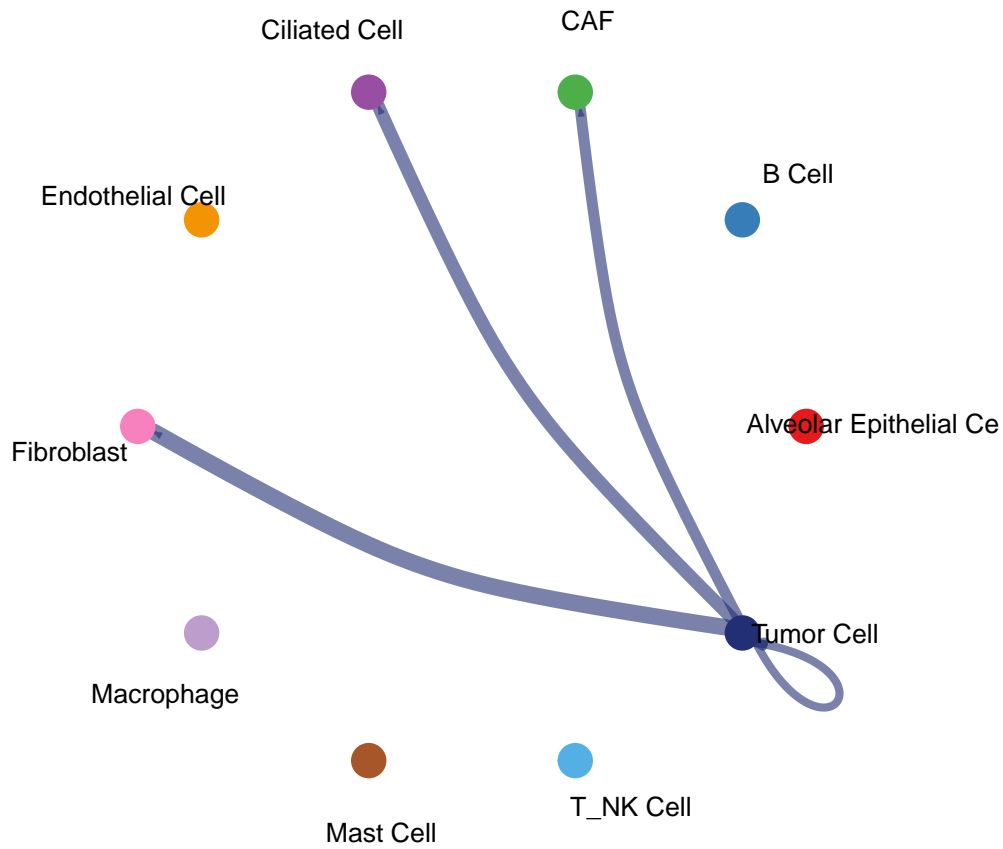 CAF
Ciliated Cell
B Cell
Endothelial Cell
Alveolar Epithelial Ce
Fibroblast
Tumor Cell
Macrophage
T_NK Cell
Mast Cell